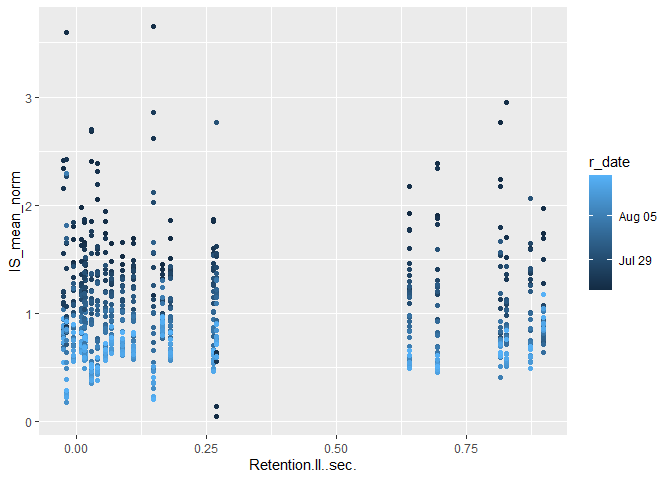 IS_mean_norm
3
2
1
0
0.00
0.25
0.50
0.75
Retention.II..sec.
r_date
Aug 05
Jul 29